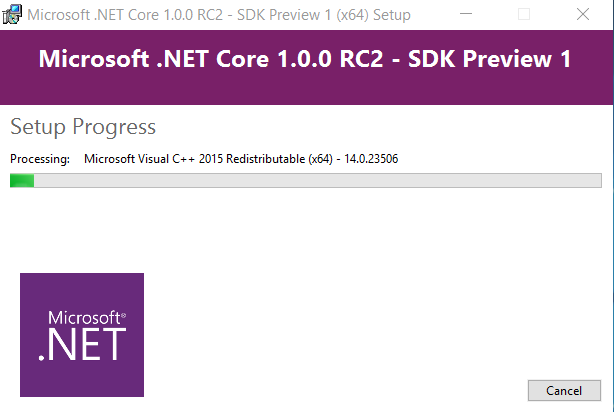 Microsoft .NET Core 1.0.0 RC2 - SDK Preview 1 (x64) Setup
Microsoft .NET Core 1.0.0 RC2 - SDK Preview 1
Setup Progress
Processing: Microsoft Visual C++ 2015 Redistributable (x64) - 14.0.23506
Microsoft®
.NET
Cancel